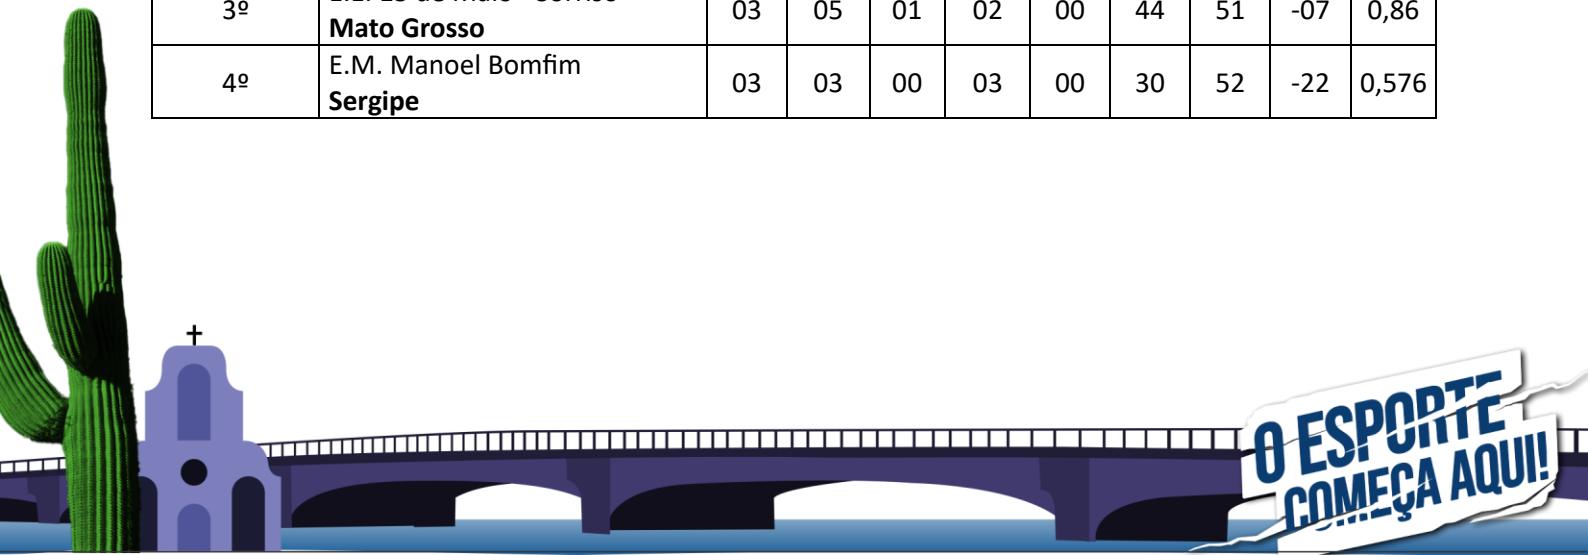 3º
Mato Grosso
03 05 01 02 00 44 51 -07 0,86
4º
E.M. Manoel Bomfim
Sergipe
03 03 00 03 00 30 52 -22 0,576
O ESPORTE
COMEÇA AQUI!